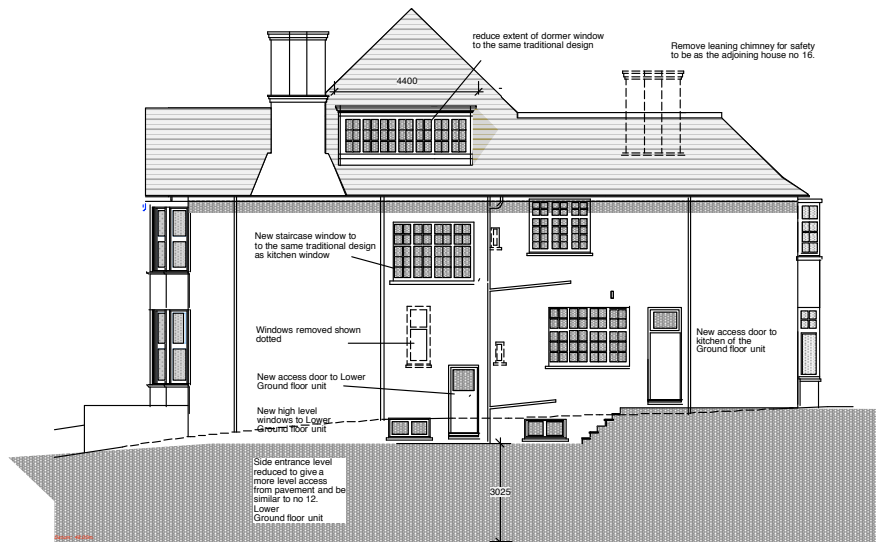 reduce extent of dormer window
to the same traditional design
Remove leaning chimney for safety
to be as the adjoining house no 16.
4400
New staircase window to
to the same traditional design
as kitchen window
Windows removed shown
dotted
New access door to
kitchen of the
Ground floor unit
New access door to Lower
Ground floor unit
New high level
windows to Lower
Ground floor unit
Side entrance level
reduced to give a
more level access
from pavement and be
similar to no 12.
Lower
Ground floor unit
3025